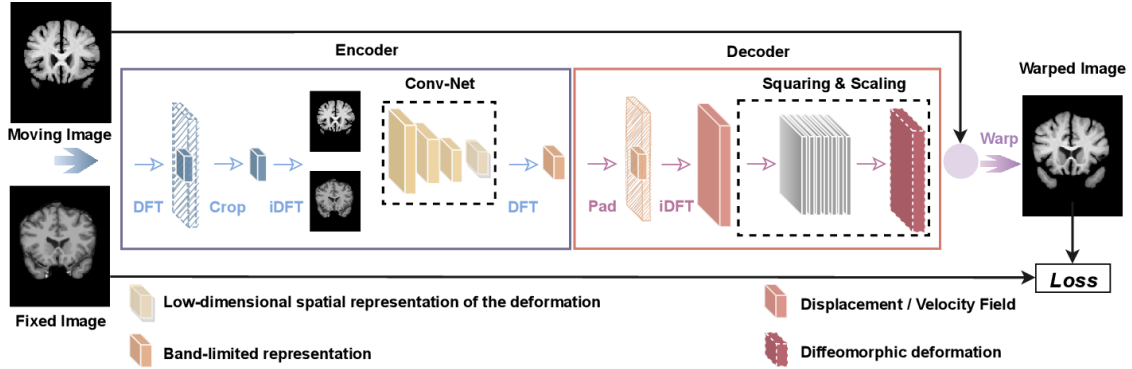 Encoder
Decoder
Warped Image
Conv-Net
Squaring & Scaling
Moving Image
Warp
DFT
Crop
iDFT
DFT
Pad
iDFT
Loss
Low-dimensional spatial representation of the deformation
Displacement / Velocity Field
Fixed Image
Band-limited representation
Diffeomorphic deformation